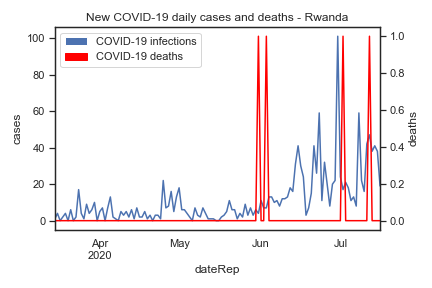 New COVID-19 daily cases and deaths - Rwanda
COVID-19 infections
COVID-19 deaths
100
80
60
40
20
0
cases
1.0
0.8
0.6
0.4
0.2
0.0
deaths
Apr
2020
May
Jun
Jul
dateRep